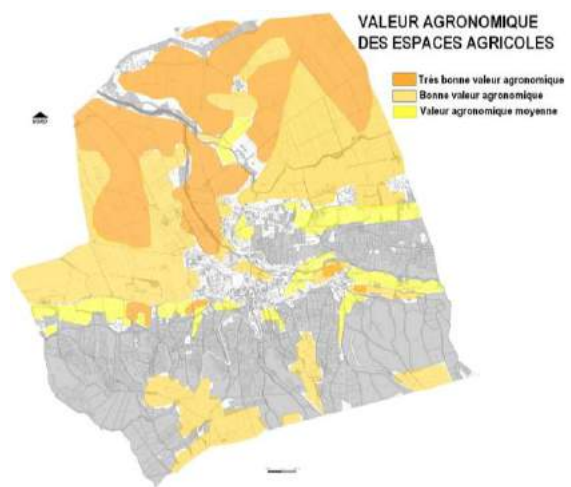 VALEUR AGRONOMIQUE
DES ESPACES AGRICOLES
Très bonne valeur agronomique
Bonne valeur agronomique
Valeur agronomique moyenne